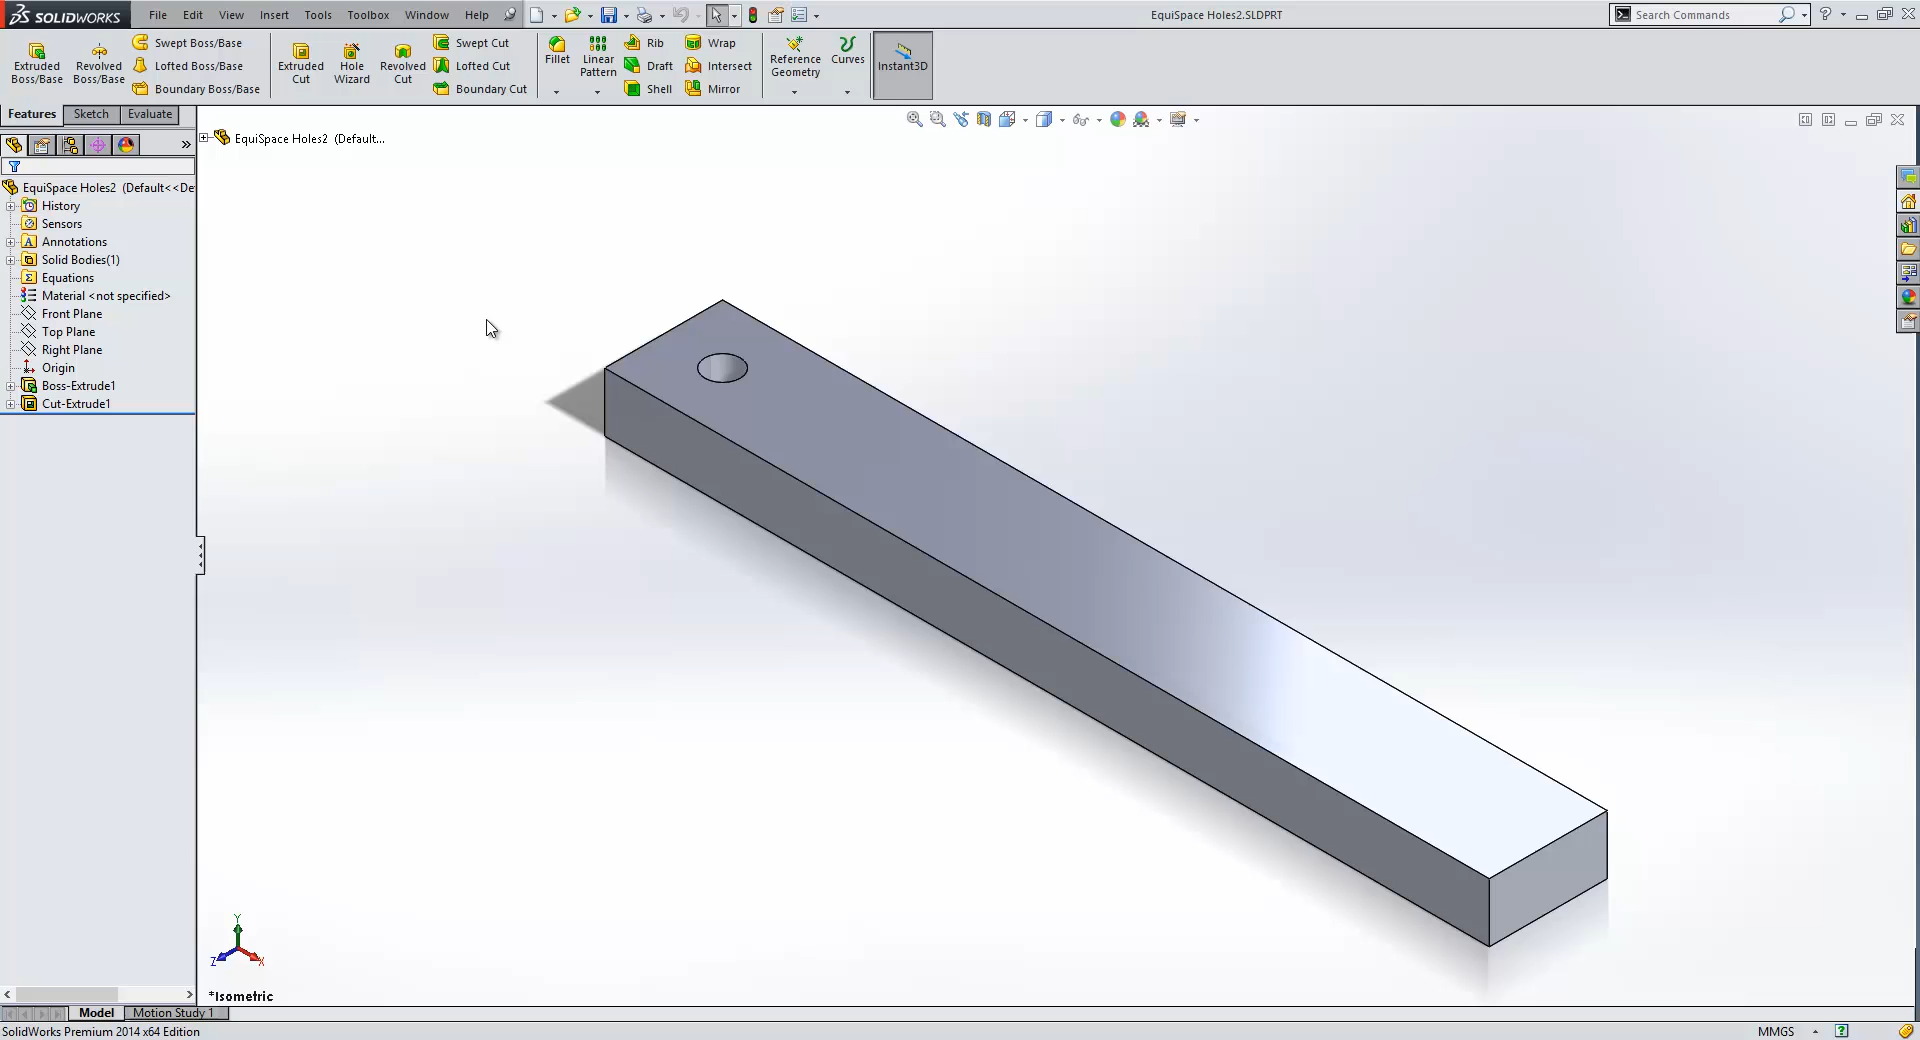 SOLIDWORKS File Edit View Insert Tools Toolbox Window Help EquiSpace Holes2.SLDPRT Search Commands ?
Extruded Boss/Base
Revolved Boss/Base
Swept Boss/Base
Lofted Boss/Base
Boundary Boss/Base
Extruded Cut
Hole Wizard
Revolved Cut
Swept Cut
Lofted Cut
Boundary Cut
Fillet
Linear Pattern
Rib
Draft
Shell
Wrap
Intersect
Mirror
Reference Geometry
Curves
Instant3D
Features Sketch Evaluate
EquiSpace Holes2 (Default...
EquiSpace Holes2 (Default<<De
History
Sensors
Annotations
Solid Bodies(1)
Equations
Material <not specified>
Front Plane
Top Plane
Right Plane
Origin
Boss-Extrude1
Cut-Extrude1
Y
Z X
*Isometric
Model Motion Study 1
SolidWorks Premium 2014 x64 Edition MMGS ?